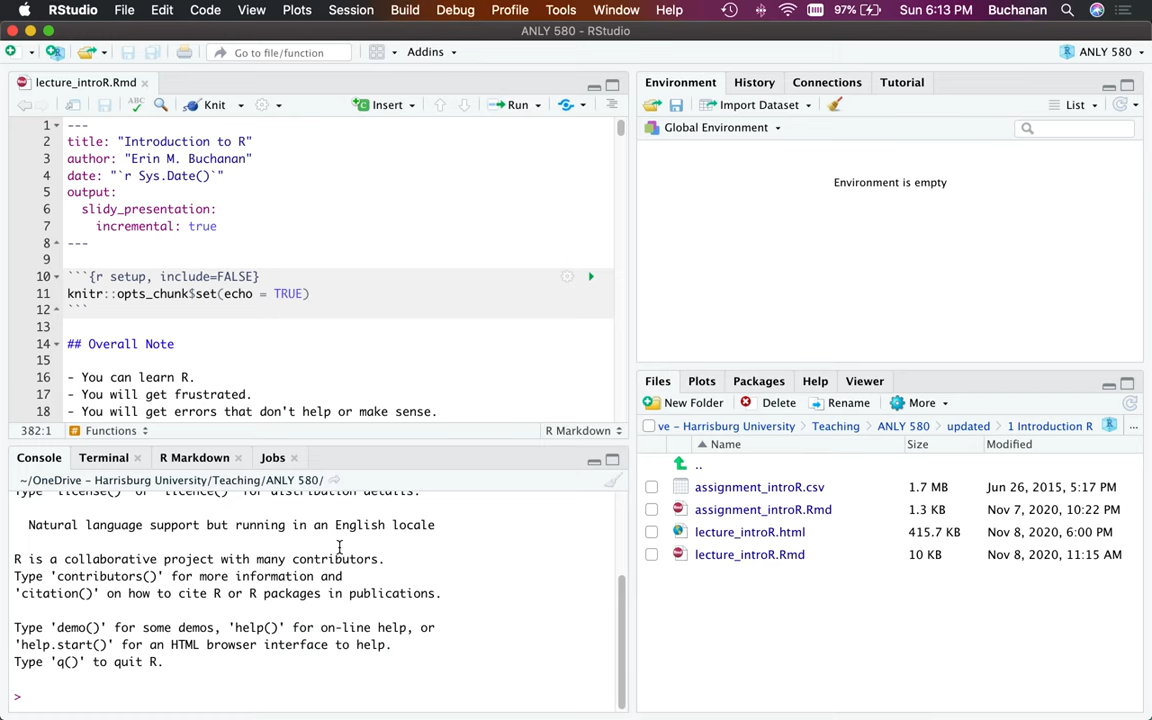 RStudio File Edit Code View Plots Session Build Debug Profile Tools Window Help 97% Sun 6:13 PM Buchanan
ANLY 580 - RStudio
Go to file/function Addins ANLY 580
lecture_introR.Rmd
Knit Insert Run
1 ---
2 title: "Introduction to R"
3 author: "Erin M. Buchanan"
4 date: "`r Sys.Date()`"
5 output:
6 slidy_presentation:
7 incremental: true
8 ---
9
10 ```{r setup, include=FALSE}
11 knitr::opts_chunk$set(echo = TRUE)
12 ```
13
14 ## Overall Note
15
16 - You can learn R.
17 - You will get frustrated.
18 - You will get errors that don't help or make sense.
382:1 # Functions R Markdown
Console Terminal R Markdown Jobs
~/OneDrive - Harrisburg University/Teaching/ANLY 580/
Type 'license()' or 'licence()' for distribution details.
Natural language support but running in an English locale
R is a collaborative project with many contributors.
Type 'contributors()' for more information and
'citation()' on how to cite R or R packages in publications.
Type 'demo()' for some demos, 'help()' for on-line help, or
'help.start()' for an HTML browser interface to help.
Type 'q()' to quit R.
>
Environment History Connections Tutorial
Import Dataset List
Global Environment
Environment is empty
Files Plots Packages Help Viewer
New Folder Delete Rename More
ve – Harrisburg University Teaching ANLY 580 updated 1 Introduction R ...
Name Size Modified
..
assignment_introR.csv 1.7 MB Jun 26, 2015, 5:17 PM
assignment_introR.Rmd 1.3 KB Nov 7, 2020, 10:22 PM
lecture_introR.html 415.7 KB Nov 8, 2020, 6:00 PM
lecture_introR.Rmd 10 KB Nov 8, 2020, 11:15 AM